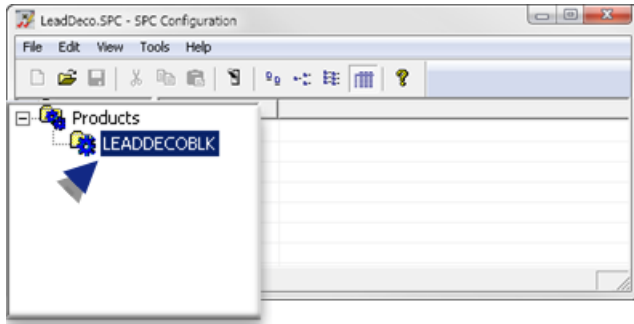 LeadDeco.SPC - SPC Configuration
File Edit View Tools Help
Products
LEADDECOBLK